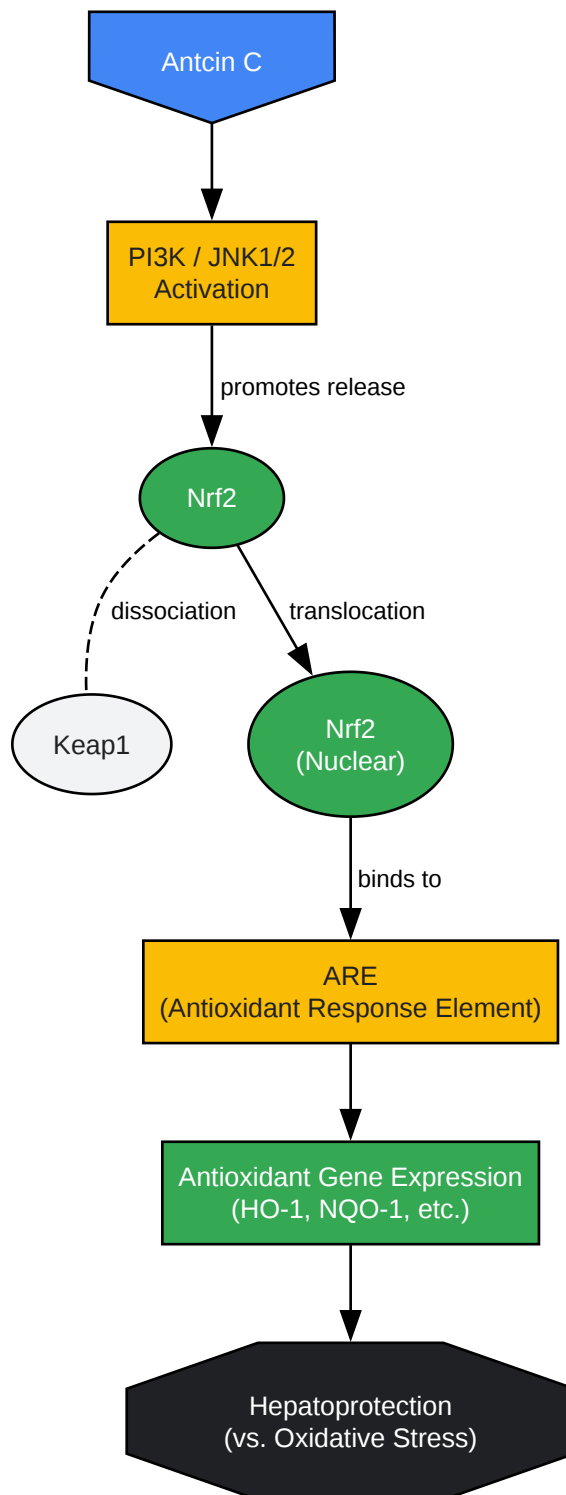 Antcin C
PI3K / JNK1/2
Activation
promotes release
Nrf2
dissociation
translocation
Keap1
Nrf2
(Nuclear)
binds to
ARE
(Antioxidant Response Element)
Antioxidant Gene Expression
(HO-1, NQO-1, etc.)
Hepatoprotection
(vs. Oxidative Stress)